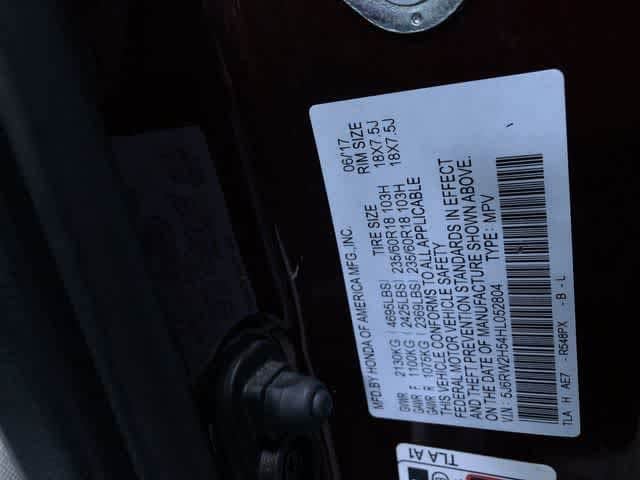 MFD.BY HONDA OF AMERICA MFG.,INC. 06/17
TIRE SIZE RIM SIZE
GVWR 2130KG( 4695LBS)
GAWR F 1100KG( 2425LBS) 235/60R18 103H 18X7.5J
GAWR R 1075KG( 2369LBS) 235/60R18 103H 18X7.5J
THIS VEHICLE CONFORMS TO ALL APPLICABLE
FEDERAL MOTOR VEHICLE SAFETY
AND THEFT PREVENTION STANDARDS IN EFFECT
ON THE DATE OF MANUFACTURE SHOWN ABOVE.
V.I.N.: 5J6RW2H54HL052804 TYPE: MPV
TLA H AE7 -R548PX -B -L
TLA A1